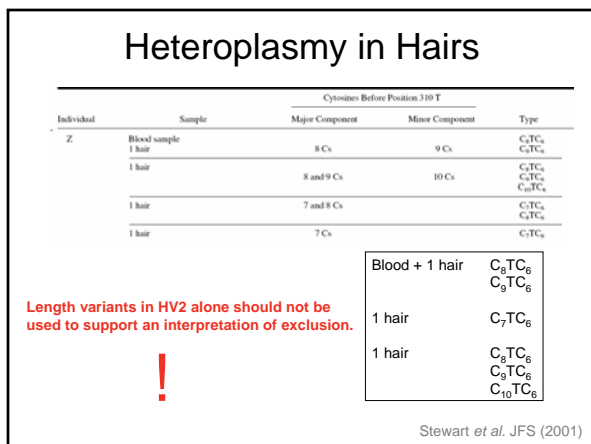 Heteroplasmy in Hairs
Cytosines Before Position 310 T
Individual Sample Major Component Minor Component Type
Z Blood sample C₈TC₆
1 hair 8 Cs 9 Cs C₉TC₆
1 hair C₈TC₆
8 and 9 Cs 10 Cs C₉TC₆
C₁₀TC₆
1 hair 7 and 8 Cs C₇TC₆
C₈TC₆
1 hair 7 Cs C₇TC₆
Blood + 1 hair C₈TC₆
C₉TC₆
Length variants in HV2 alone should not be
used to support an interpretation of exclusion.
1 hair C₇TC₆
!
1 hair C₈TC₆
C₉TC₆
C₁₀TC₆
Stewart et al. JFS (2001)